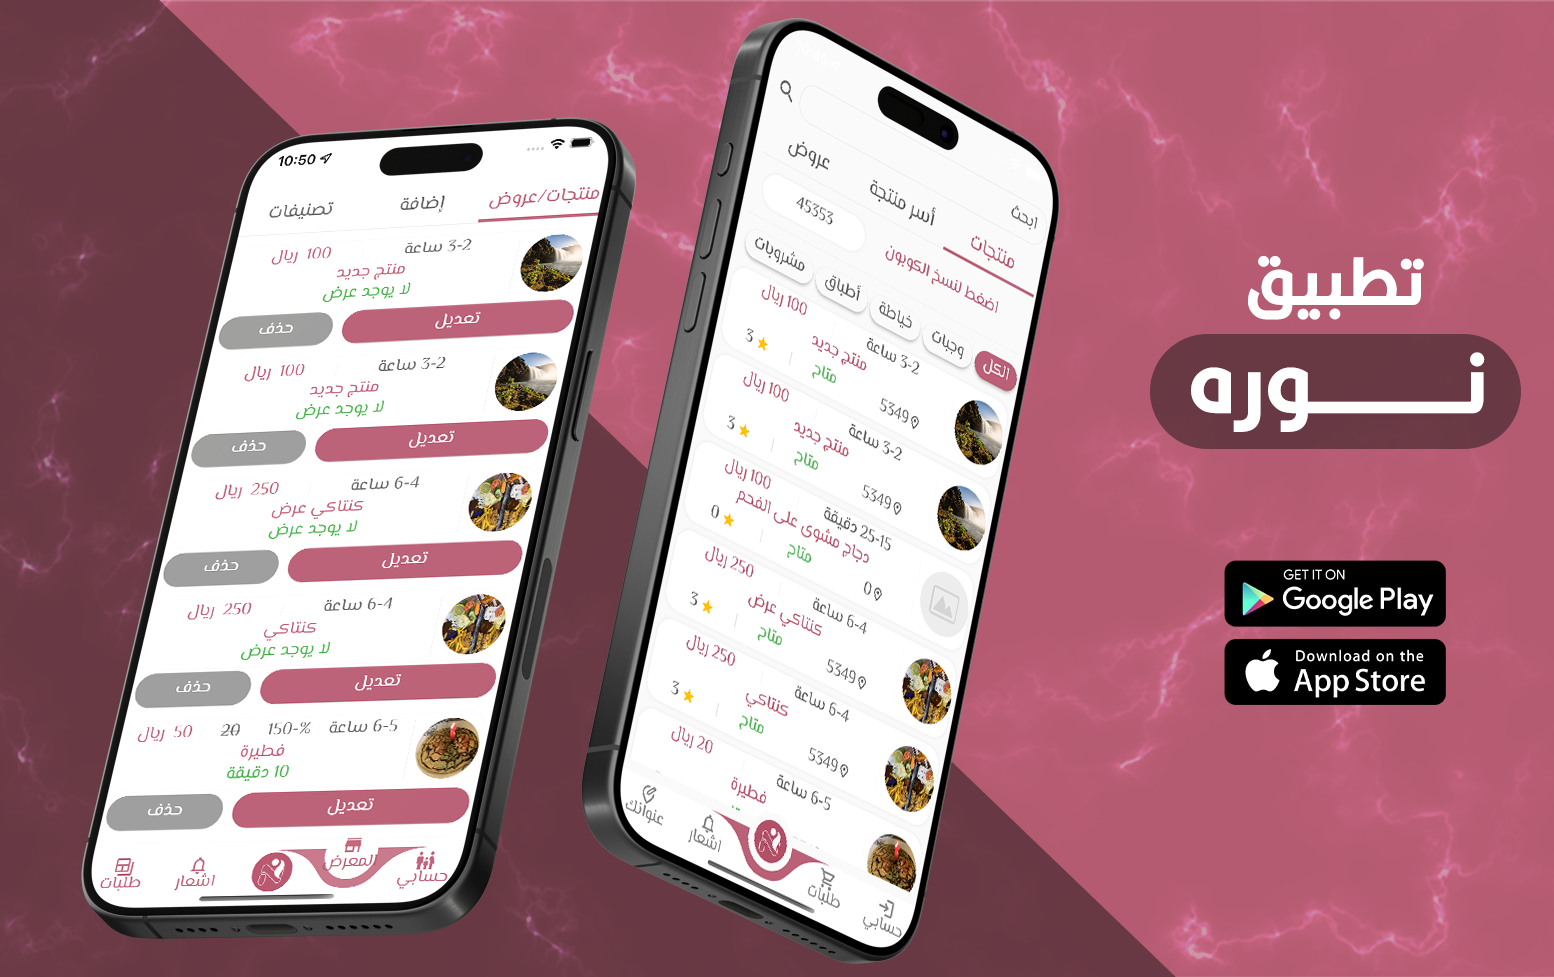 10:50
منتجات/عروض
إضافة
تصنيفات
2-3 ساعة
100 ريال
منتج جديد
لا يوجد عرض
تعديل
حذف
2-3 ساعة
100 ريال
منتج جديد
لا يوجد عرض
تعديل
حذف
4-6 ساعة
250 ريال
كنتاكي عرض
لا يوجد عرض
تعديل
حذف
4-6 ساعة
250 ريال
كنتاكي
لا يوجد عرض
تعديل
حذف
5-6 ساعة
150-%
20
50 ريال
فطيرة
10 دقيقة
تعديل
حذف
حسابي
المعرض
اشعار
طلبات
ابحث
منتجات
أسر منتجة
عروض
اضغط لنسخ الكوبون
45353
الكل
وجبات
خياطة
أطباق
مشروبات
2-3 ساعة
100 ريال
منتج جديد
متاح
3
5349
2-3 ساعة
100 ريال
منتج جديد
متاح
3
5349
15-25 دقيقة
100 ريال
دجاج مشوى على الفحم
متاح
0
0
4-6 ساعة
250 ريال
كنتاكي عرض
متاح
3
5349
4-6 ساعة
250 ريال
كنتاكي
متاح
3
5349
5-6 ساعة
20 ريال
فطيرة
حسابي
طلبات
اشعار
عنوانك
تطبيق
نـــوره
GET IT ON
Google Play
Download on the
App Store